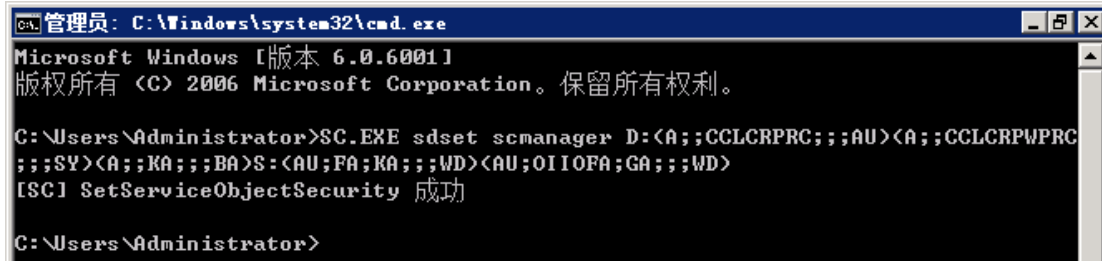 管理员: C:\Windows\system32\cmd.exe
Microsoft Windows [版本 6.0.6001]
版权所有 (C) 2006 Microsoft Corporation。保留所有权利。
C:\Users\Administrator>SC.EXE sdset scmanager D:(A;;CCLCRPRC;;;AU)(A;;CCLCRPWPRC
;;;SY)(A;;KA;;;BA)S:(AU;FA;KA;;;WD)(AU;OIIOFA;GA;;;WD)
[SC] SetServiceObjectSecurity 成功
C:\Users\Administrator>